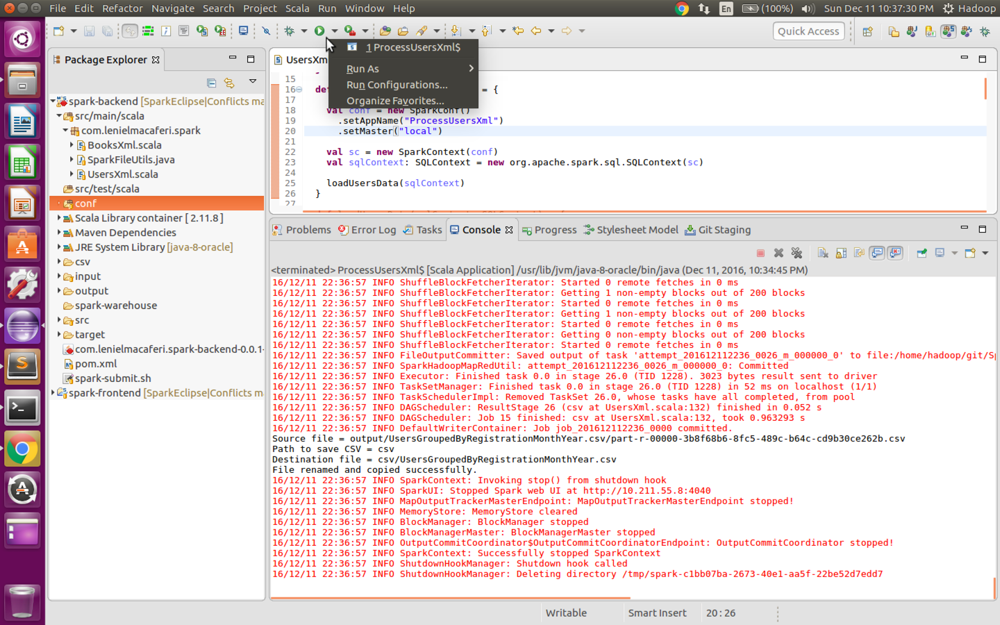 File Edit Refactor Navigate Search Project Scala Run Window Help
En (100%) Sun Dec 11 10:37:30 PM Hadoop
Quick Access
Package Explorer
spark-backend [SparkEclipse|Conflicts ma
src/main/scala
com.lenielmacaferi.spark
BooksXml.scala
SparkFileUtils.java
UsersXml.scala
src/test/scala
conf
Scala Library container [ 2.11.8 ]
Maven Dependencies
JRE System Library [java-8-oracle]
csv
input
output
spark-warehouse
src
target
com.lenielmacaferi.spark-backend-0.0.1-
pom.xml
spark-submit.sh
spark-frontend [SparkEclipse|Conflicts ma
UsersXm
1 ProcessUsersXml$
Run As
Run Configurations...
Organize Favorites...
15 }
16 de = {
17
18 val conf = new SparkConf()
19 .setAppName("ProcessUsersXml")
20 .setMaster("local")
21
22 val sc = new SparkContext(conf)
23 val sqlContext: SQLContext = new org.apache.spark.sql.SQLContext(sc)
24
25 loadUsersData(sqlContext)
26 }
27
Problems Error Log Tasks Console Progress Stylesheet Model Git Staging
<terminated> ProcessUsersXml$ [Scala Application] /usr/lib/jvm/java-8-oracle/bin/java (Dec 11, 2016, 10:34:45 PM)
16/12/11 22:36:57 INFO ShuffleBlockFetcherIterator: Started 0 remote fetches in 0 ms
16/12/11 22:36:57 INFO ShuffleBlockFetcherIterator: Getting 1 non-empty blocks out of 200 blocks
16/12/11 22:36:57 INFO ShuffleBlockFetcherIterator: Started 0 remote fetches in 0 ms
16/12/11 22:36:57 INFO ShuffleBlockFetcherIterator: Getting 1 non-empty blocks out of 200 blocks
16/12/11 22:36:57 INFO ShuffleBlockFetcherIterator: Started 0 remote fetches in 0 ms
16/12/11 22:36:57 INFO ShuffleBlockFetcherIterator: Getting 0 non-empty blocks out of 200 blocks
16/12/11 22:36:57 INFO ShuffleBlockFetcherIterator: Started 0 remote fetches in 0 ms
16/12/11 22:36:57 INFO FileOutputCommitter: Saved output of task 'attempt_201612112236_0026_m_000000_0' to file:/home/hadoop/git/Sp
16/12/11 22:36:57 INFO SparkHadoopMapRedUtil: attempt_201612112236_0026_m_000000_0: Committed
16/12/11 22:36:57 INFO Executor: Finished task 0.0 in stage 26.0 (TID 1228). 3023 bytes result sent to driver
16/12/11 22:36:57 INFO TaskSetManager: Finished task 0.0 in stage 26.0 (TID 1228) in 52 ms on localhost (1/1)
16/12/11 22:36:57 INFO TaskSchedulerImpl: Removed TaskSet 26.0, whose tasks have all completed, from pool
16/12/11 22:36:57 INFO DAGScheduler: ResultStage 26 (csv at UsersXml.scala:132) finished in 0.052 s
16/12/11 22:36:57 INFO DAGScheduler: Job 15 finished: csv at UsersXml.scala:132, took 0.963293 s
16/12/11 22:36:57 INFO DefaultWriterContainer: Job job_201612112236_0000 committed.
Source file = output/UsersGroupedByRegistrationMonthYear.csv/part-r-00000-3b8f68b6-8fc5-489c-b64c-cd9b30ce262b.csv
Path to save CSV = csv
Destination file = csv/UsersGroupedByRegistrationMonthYear.csv
File renamed and copied successfully.
16/12/11 22:36:57 INFO SparkContext: Invoking stop() from shutdown hook
16/12/11 22:36:57 INFO SparkUI: Stopped Spark web UI at http://10.211.55.8:4040
16/12/11 22:36:57 INFO MapOutputTrackerMasterEndpoint: MapOutputTrackerMasterEndpoint stopped!
16/12/11 22:36:57 INFO MemoryStore: MemoryStore cleared
16/12/11 22:36:57 INFO BlockManager: BlockManager stopped
16/12/11 22:36:57 INFO BlockManagerMaster: BlockManagerMaster stopped
16/12/11 22:36:57 INFO OutputCommitCoordinator$OutputCommitCoordinatorEndpoint: OutputCommitCoordinator stopped!
16/12/11 22:36:57 INFO SparkContext: Successfully stopped SparkContext
16/12/11 22:36:57 INFO ShutdownHookManager: Shutdown hook called
16/12/11 22:36:57 INFO ShutdownHookManager: Deleting directory /tmp/spark-c1bb07ba-2673-40e1-aa5f-22be52d7edd7
Writable Smart Insert 20 : 26